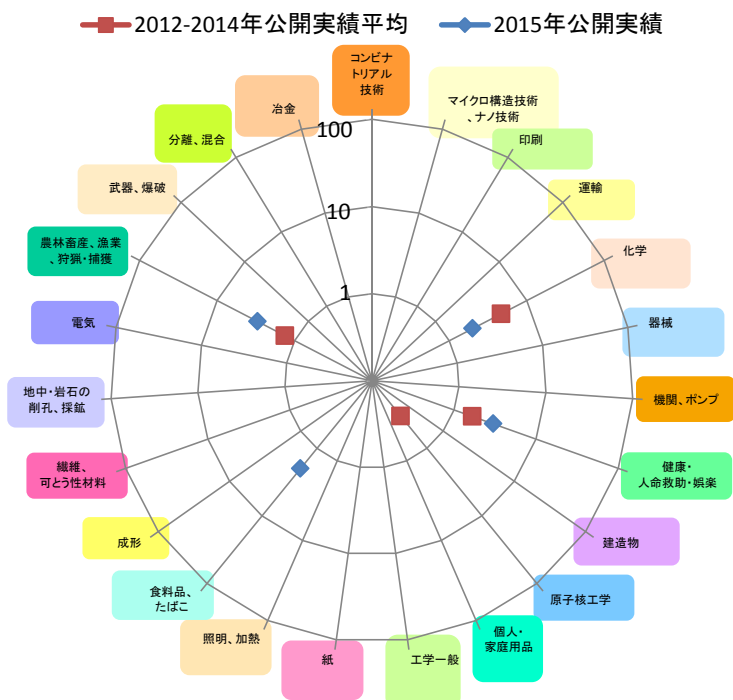 2012-2014年公開実績平均
2015年公開実績
コンビナ
トリアル
技術
マイクロ構造技術
、ナノ技術
印刷
運輸
化学
器械
機関、ポンプ
健康・
人命救助・娯楽
建造物
原子核工学
個人・
家庭用品
工学一般
紙
照明、加熱
食料品、
たばこ
成形
繊維、
可とう性材料
地中・岩石の
削孔、採鉱
電気
農林畜産、漁業
、狩猟・捕獲
武器、爆破
分離、混合
冶金
100
10
1